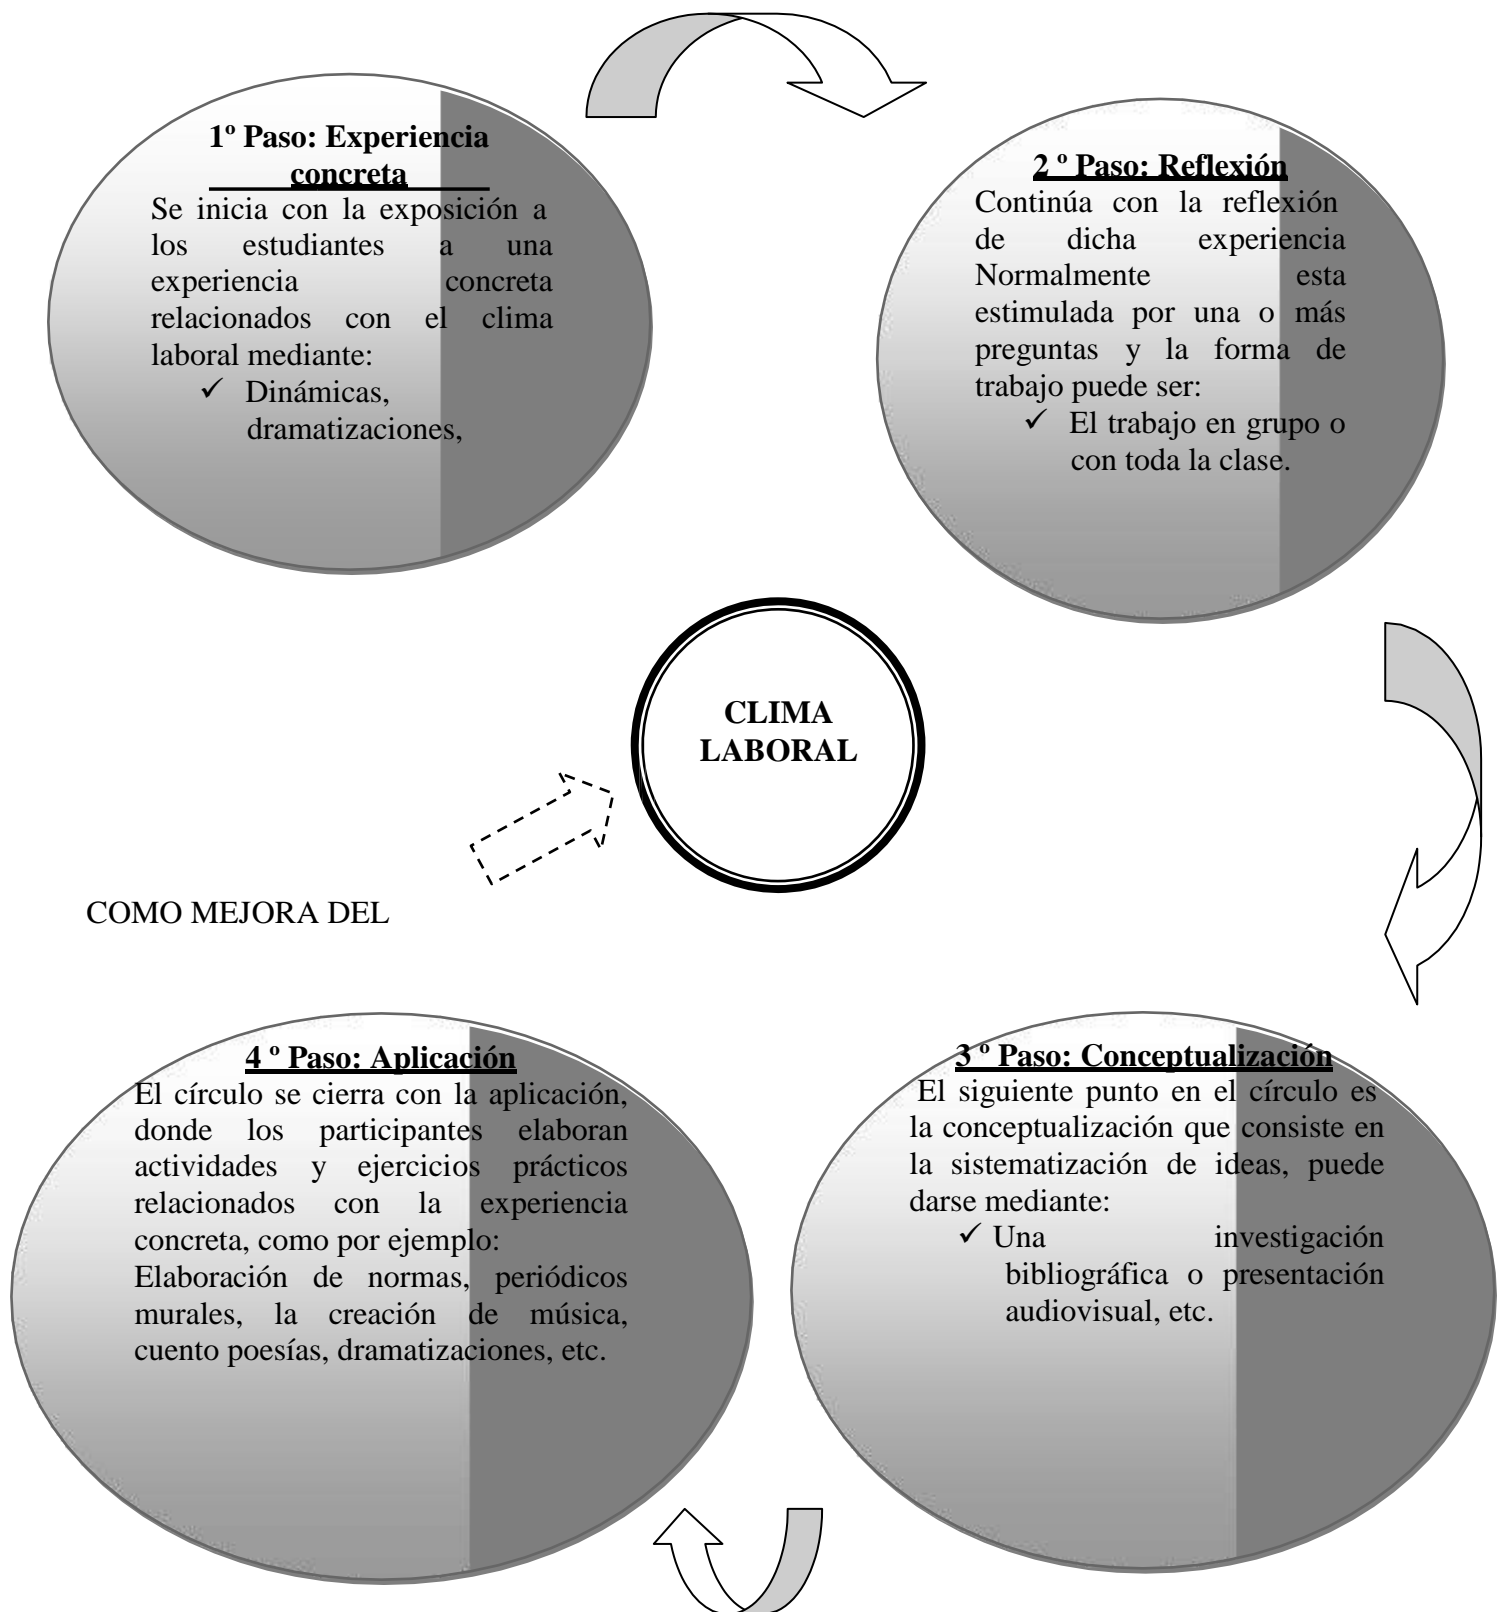 1º Paso: Experiencia
concreta
Se inicia con la exposición a
los estudiantes a una
experiencia concreta
relacionados con el clima
laboral mediante:
✓ Dinámicas,
dramatizaciones,
2 º Paso: Reflexión
Continúa con la reflexión
de dicha experiencia
Normalmente esta
estimulada por una o más
preguntas y la forma de
trabajo puede ser:
✓ El trabajo en grupo o
con toda la clase.
CLIMA
LABORAL
COMO MEJORA DEL
4 º Paso: Aplicación
El círculo se cierra con la aplicación,
donde los participantes elaboran
actividades y ejercicios prácticos
relacionados con la experiencia
concreta, como por ejemplo:
Elaboración de normas, periódicos
murales, la creación de música,
cuento poesías, dramatizaciones, etc.
3 º Paso: Conceptualización
El siguiente punto en el círculo es
la conceptualización que consiste en
la sistematización de ideas, puede
darse mediante:
✓ Una investigación
bibliográfica o presentación
audiovisual, etc.